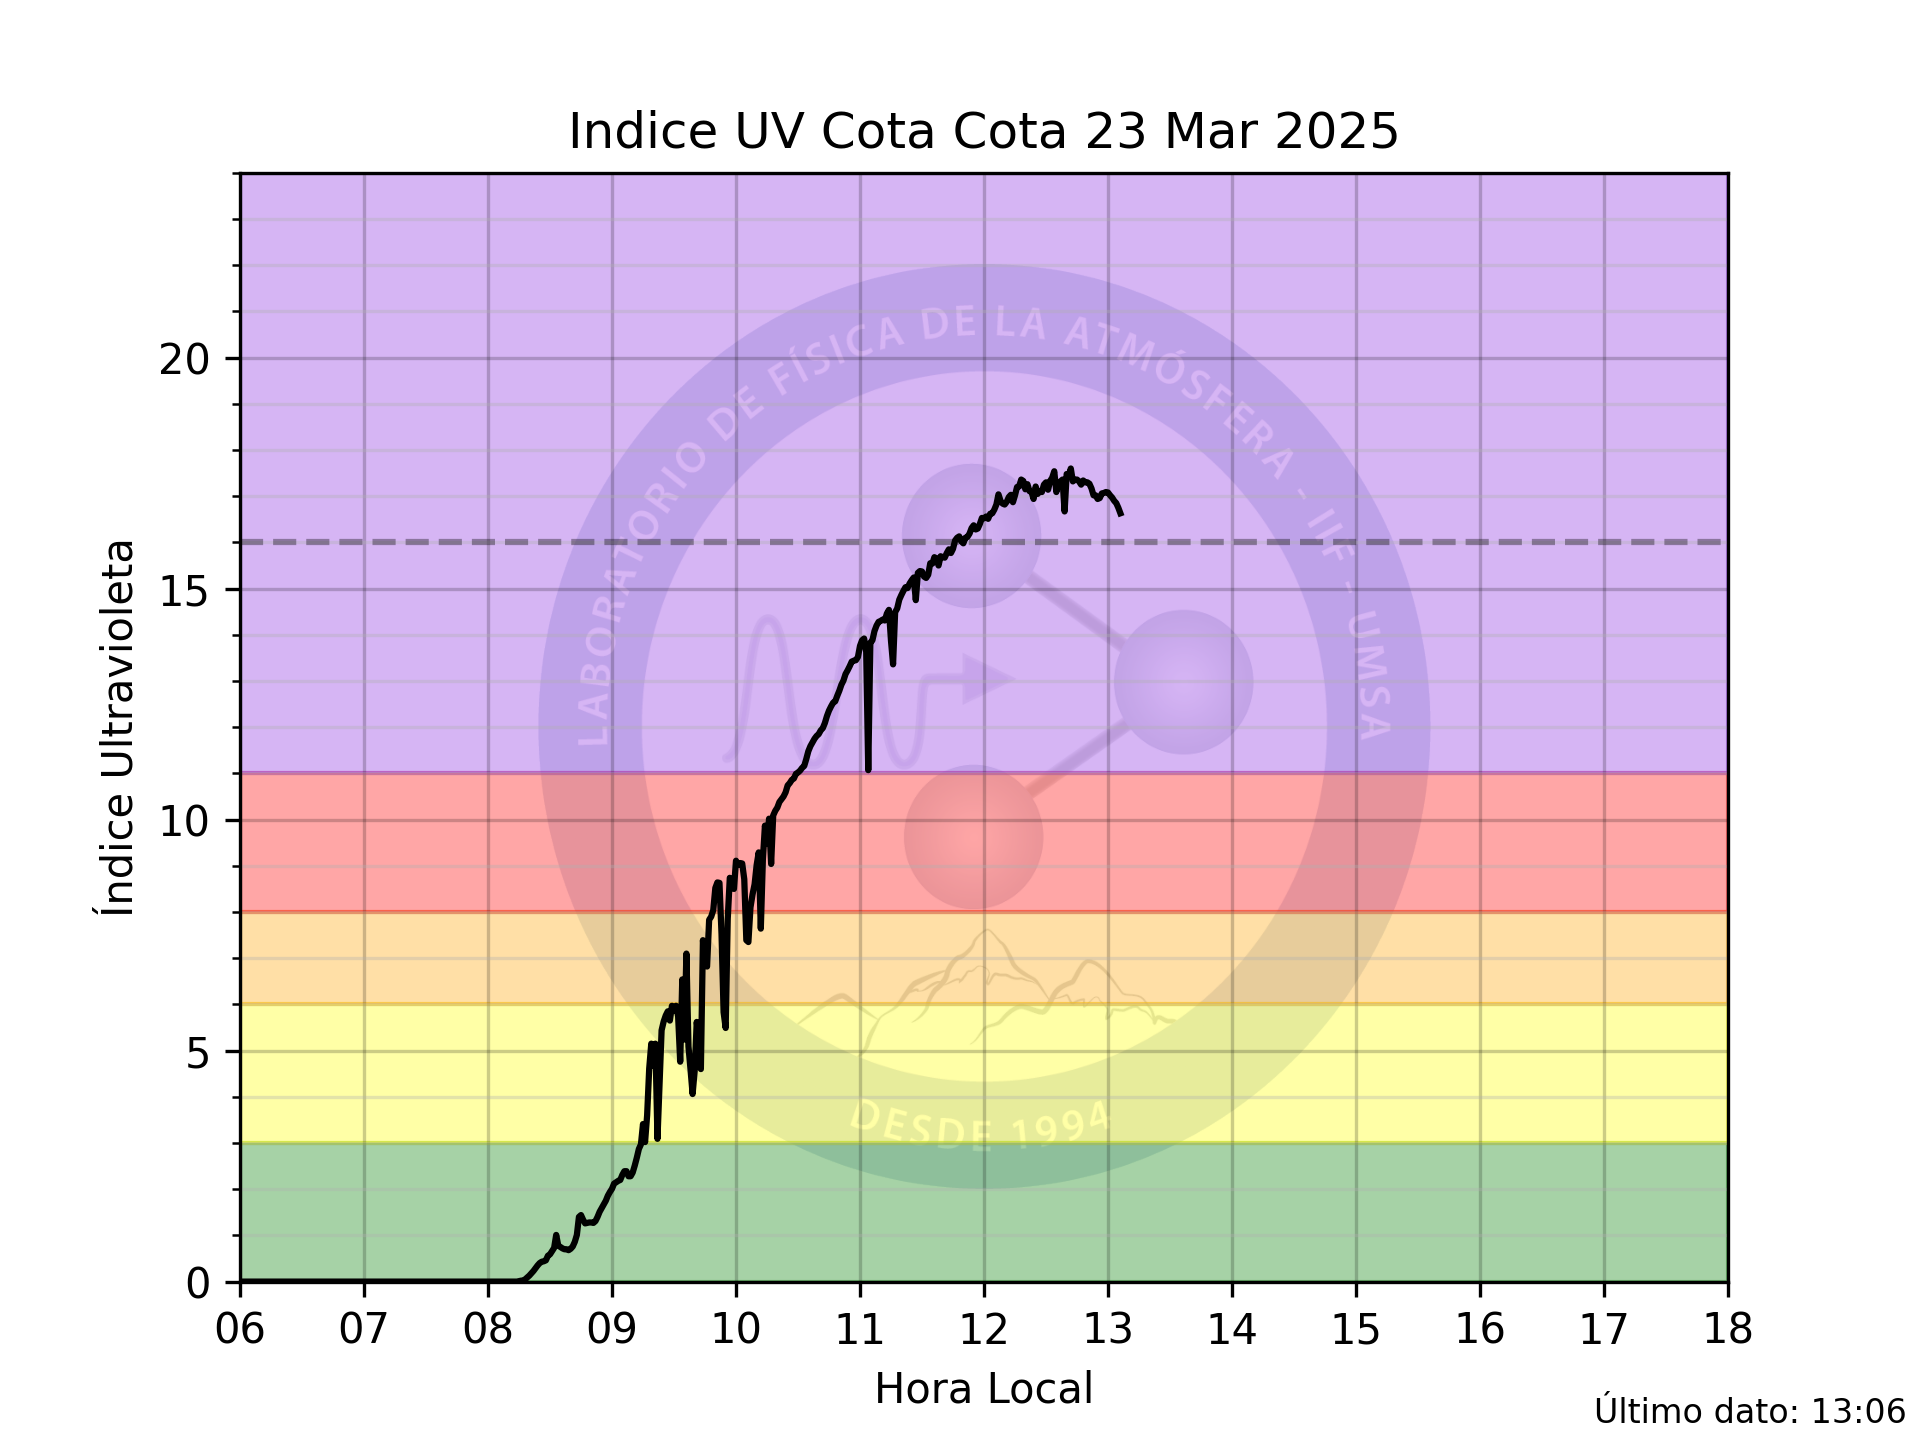 Indice UV Cota Cota 23 Mar 2025
LABORATORIO DE FÍSICA DE LA ATMÓSFERA - IIF - UMSA
DESDE 1994
Índice Ultravioleta
20
15
10
5
0
06 07 08 09 10 11 12 13 14 15 16 17 18
Hora Local
Último dato: 13:06